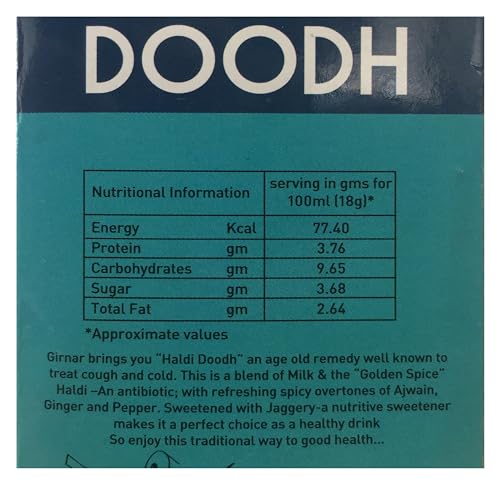 DOODH
Nutritional Information serving in gms for 100ml (18g)*
Energy Kcal 77.40
Protein gm 3.76
Carbohydrates gm 9.65
Sugar gm 3.68
Total Fat gm 2.64
*Approximate values
Girnar brings you "Haldi Doodh" an age old remedy well known to
treat cough and cold. This is a blend of Milk & the "Golden Spice"
Haldi –An antibiotic; with refreshing spicy overtones of Ajwain,
Ginger and Pepper. Sweetened with Jaggery-a nutritive sweetener
makes it a perfect choice as a healthy drink
So enjoy this traditional way to good health...